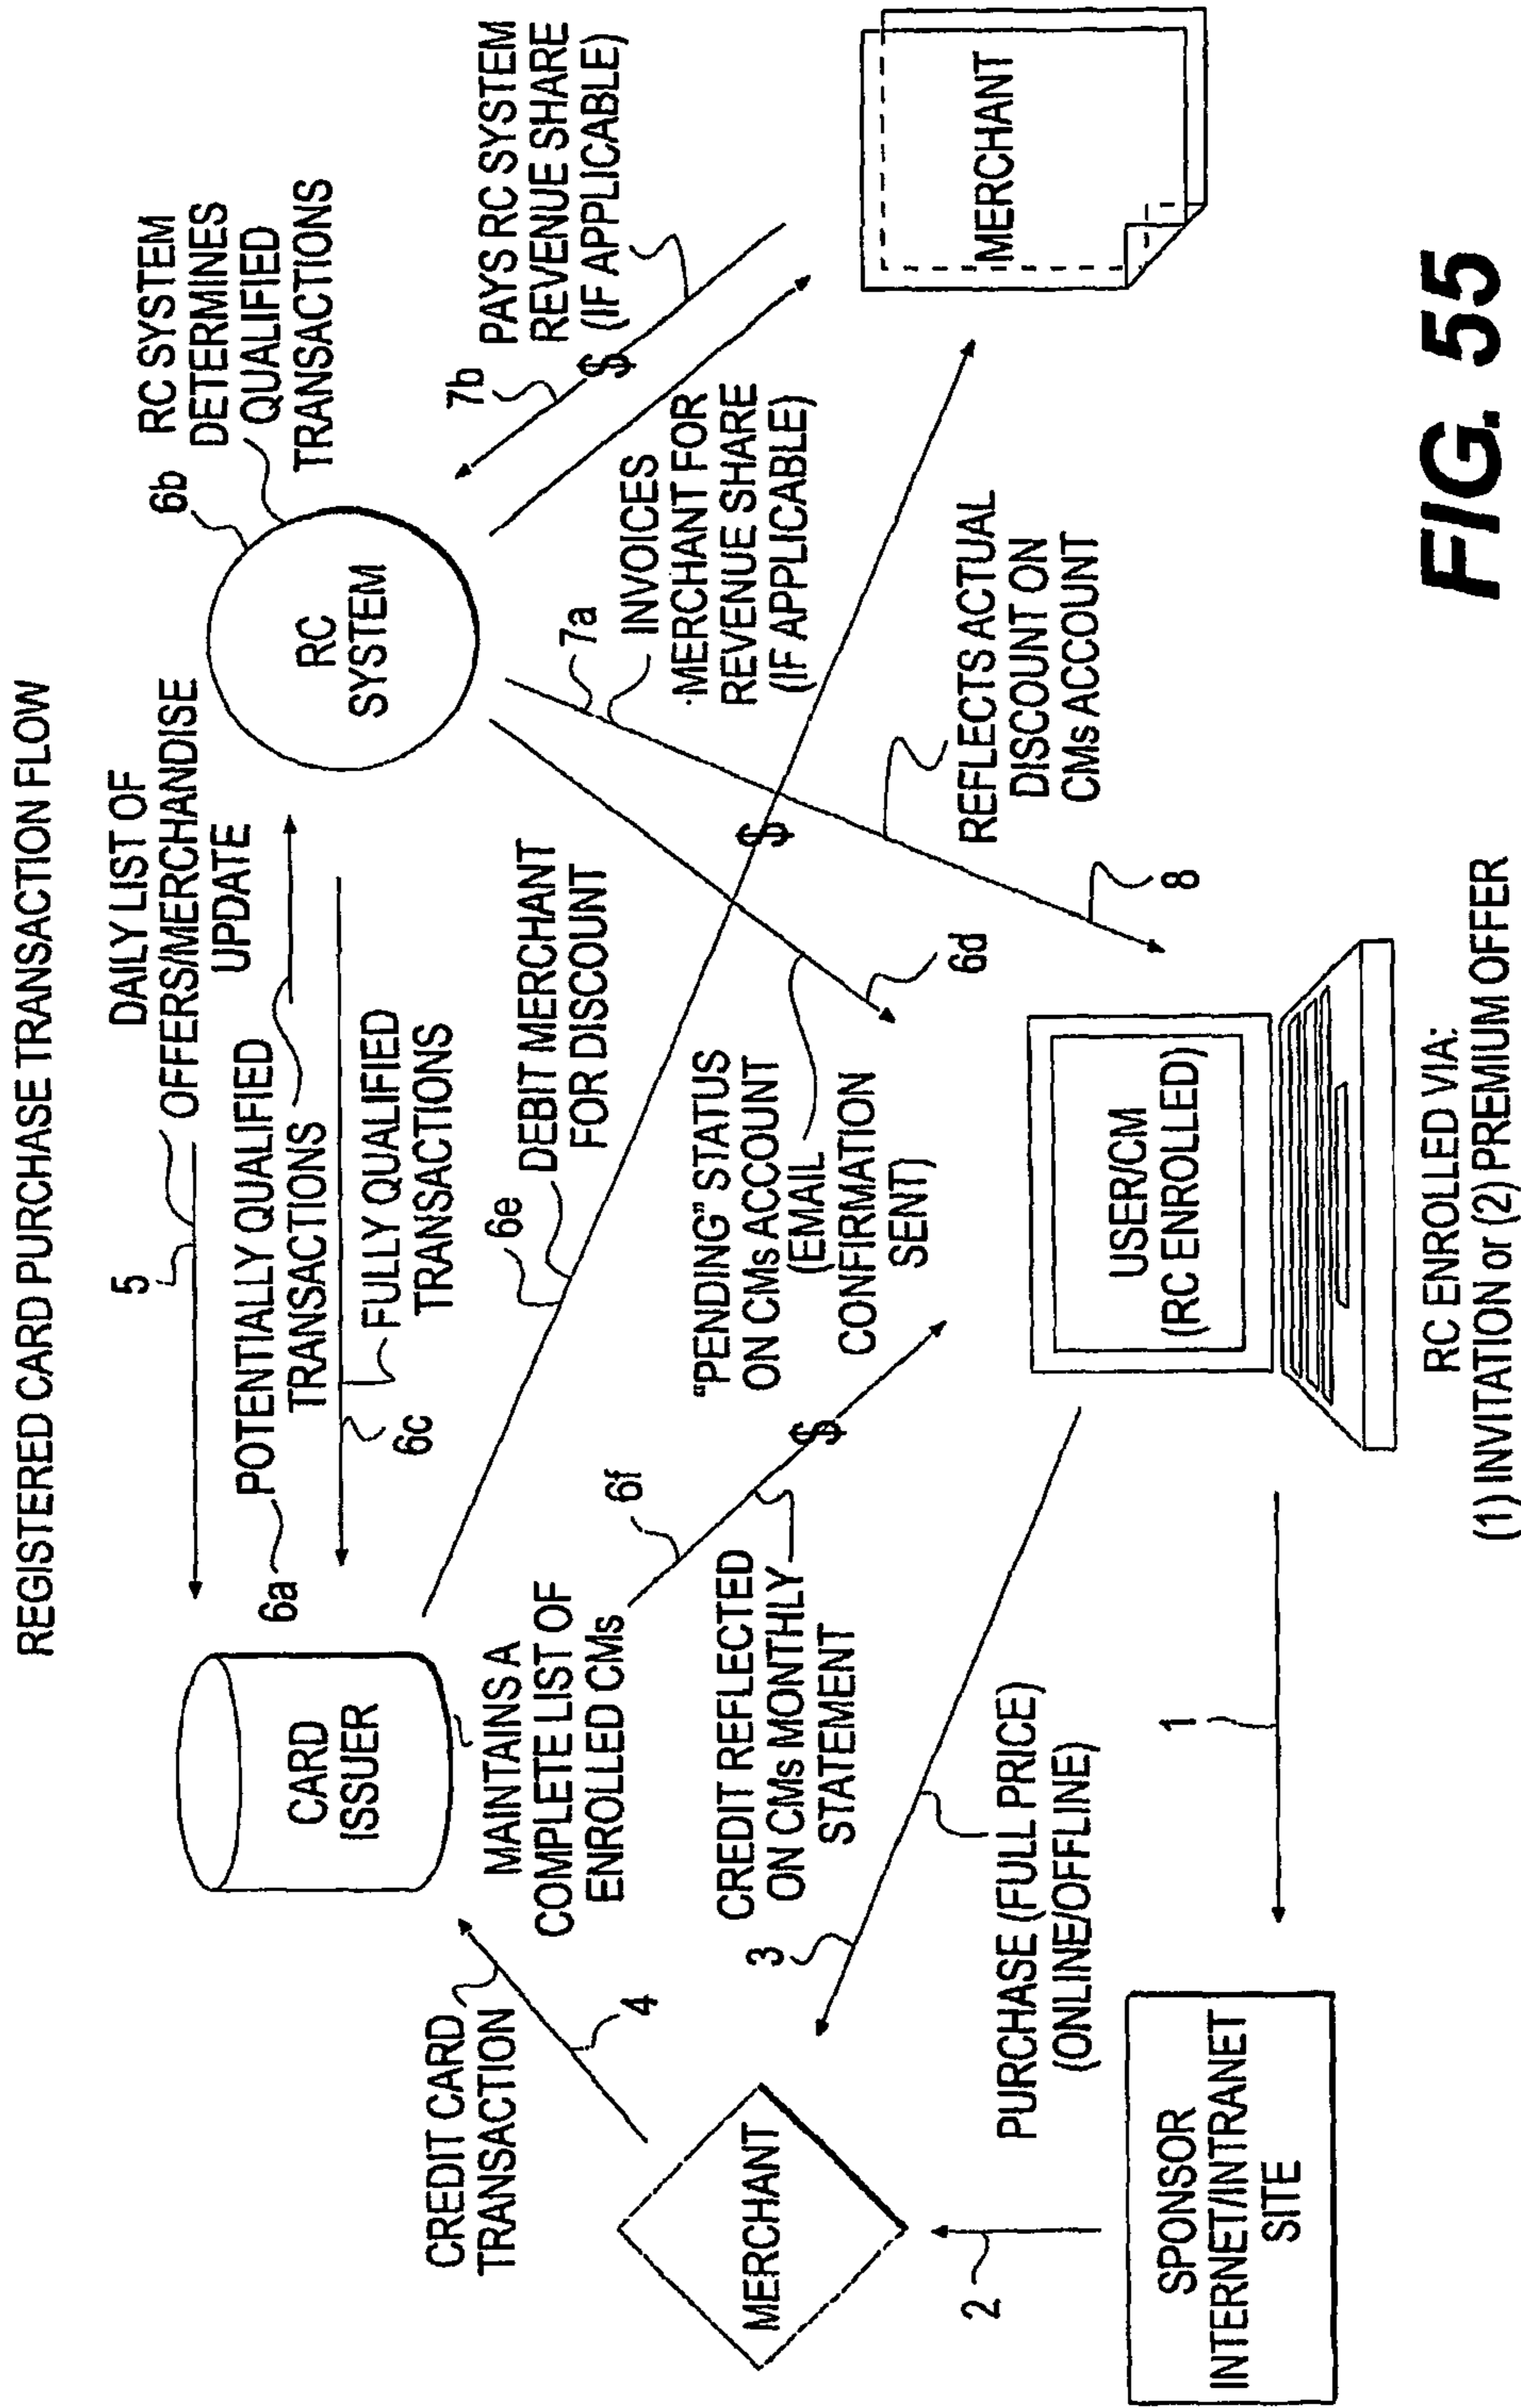 REGISTERED CARD PURCHASE TRANSACTION FLOW
CARD
ISSUER
MAINTAINS A
COMPLETE LIST OF
ENROLLED CMs
5
DAILY LIST OF
OFFERS/MERCHANDISE
UPDATE
6a
POTENTIALLY QUALIFIED
TRANSACTIONS
6c
FULLY QUALIFIED
TRANSACTIONS
RC
SYSTEM
6b
RC SYSTEM
DETERMINES
QUALIFIED
TRANSACTIONS
7b
$
PAYS RC SYSTEM
REVENUE SHARE
(IF APPLICABLE)
7a
INVOICES
MERCHANT FOR
REVENUE SHARE
(IF APPLICABLE)
CREDIT CARD
TRANSACTION
4
6e
DEBIT MERCHANT
FOR DISCOUNT
$
6f
$
CREDIT REFLECTED
ON CMs MONTHLY
STATEMENT
"PENDING" STATUS
ON CMs ACCOUNT
(EMAIL
CONFIRMATION
SENT)
6d
REFLECTS ACTUAL
DISCOUNT ON
CMs ACCOUNT
8
MERCHANT
MERCHANT
3
PURCHASE (FULL PRICE)
(ONLINE/OFFLINE)
2
1
SPONSOR
INTERNET/INTRANET
SITE
USER/CM
(RC ENROLLED)
RC ENROLLED VIA:
(1) INVITATION or (2) PREMIUM OFFER
FIG. 55